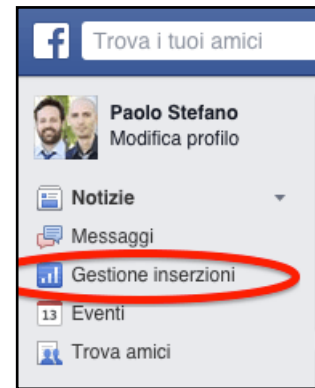 f Trova i tuoi amici
Paolo Stefano
Modifica profilo
Notizie
Messaggi
Gestione inserzioni
13 Eventi
Trova amici